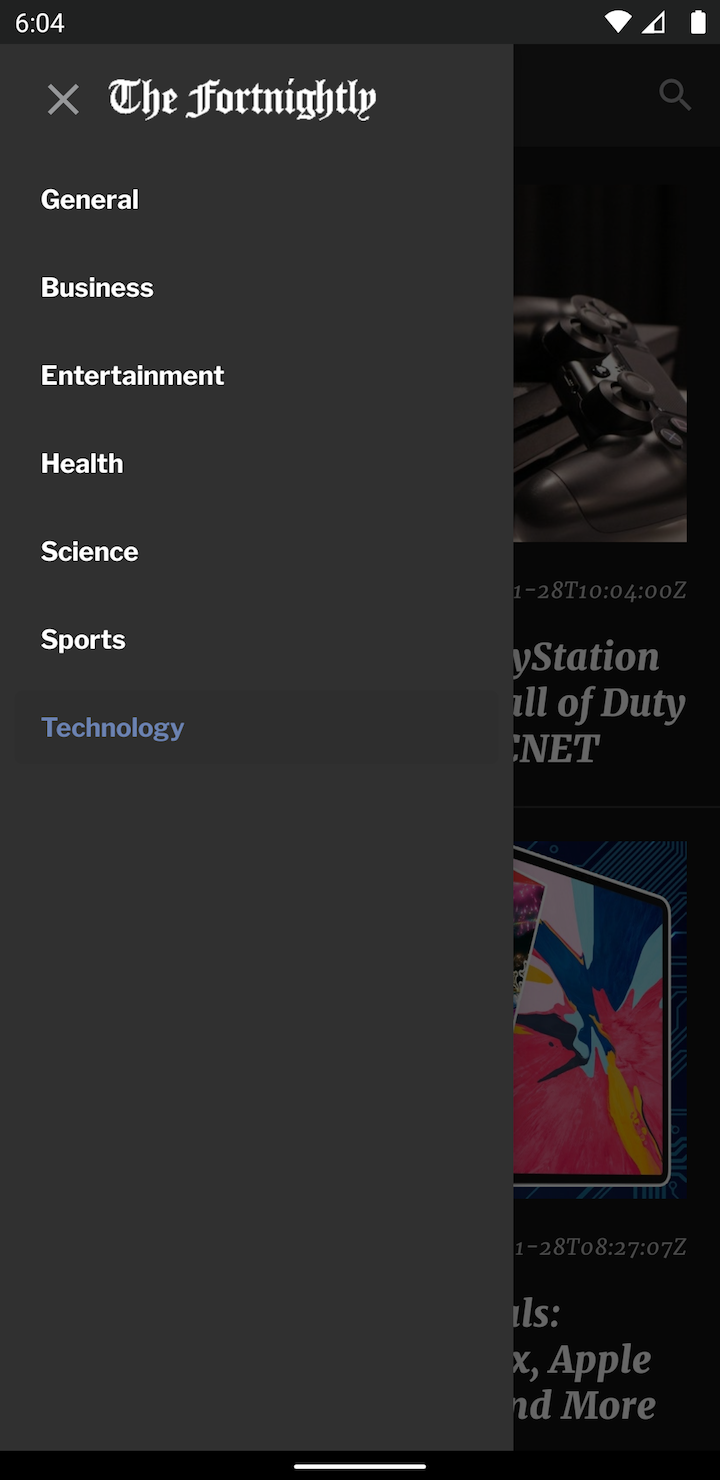 6:04
The Fortnightly
General
Business
Entertainment
Health
Science
Sports
Technology
1-28T10:04:00Z
yStation
all of Duty
CNET
1-28T08:27:07Z
als:
x, Apple
nd More